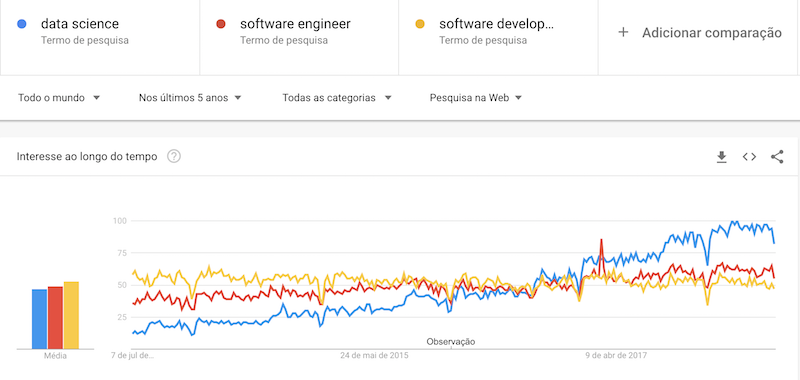 data science
Termo de pesquisa
software engineer
Termo de pesquisa
software develop...
Termo de pesquisa
+ Adicionar comparação
Todo o mundo
Nos últimos 5 anos
Todas as categorias
Pesquisa na Web
Interesse ao longo do tempo ?
100
75
50
25
Observação
Média
7 de jul de...
24 de mai de 2015
9 de abr de 2017